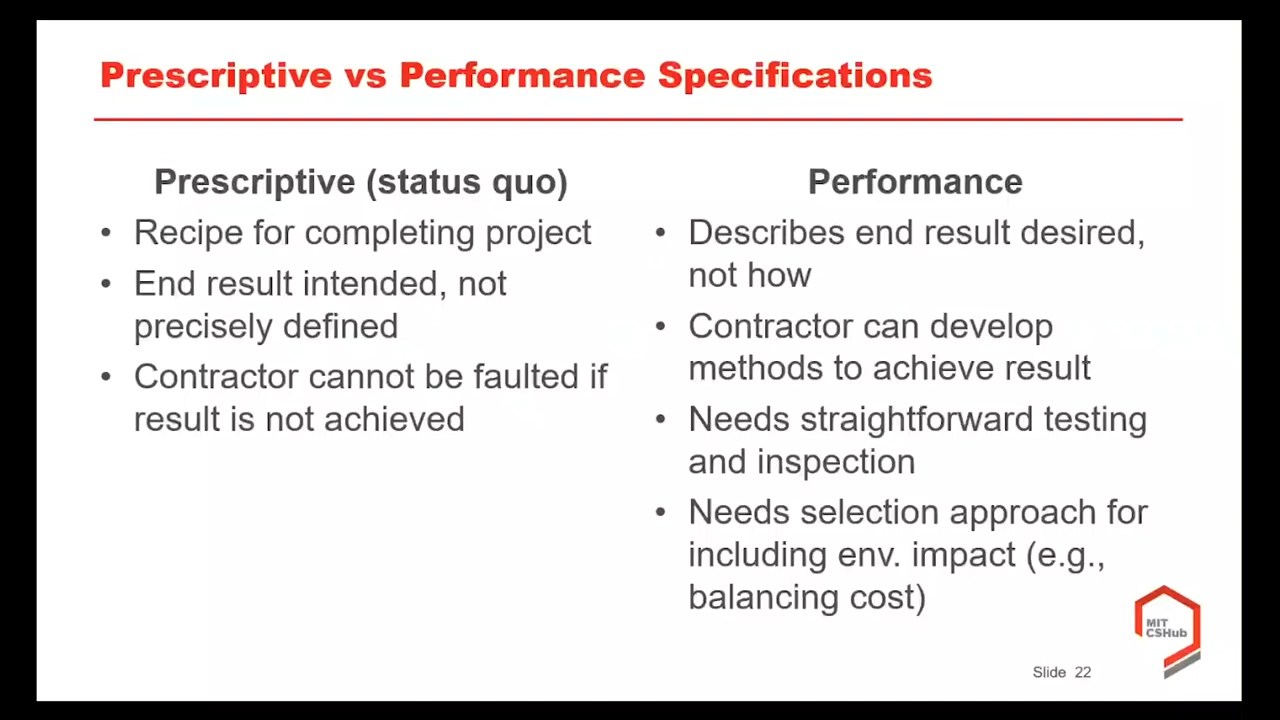 Prescriptive vs Performance Specifications
Prescriptive (status quo)
• Recipe for completing project
• End result intended, not
precisely defined
• Contractor cannot be faulted if
result is not achieved
Performance
• Describes end result desired,
not how
• Contractor can develop
methods to achieve result
• Needs straightforward testing
and inspection
• Needs selection approach for
including env. impact (e.g.,
balancing cost)
MIT
CSHub
Slide 22